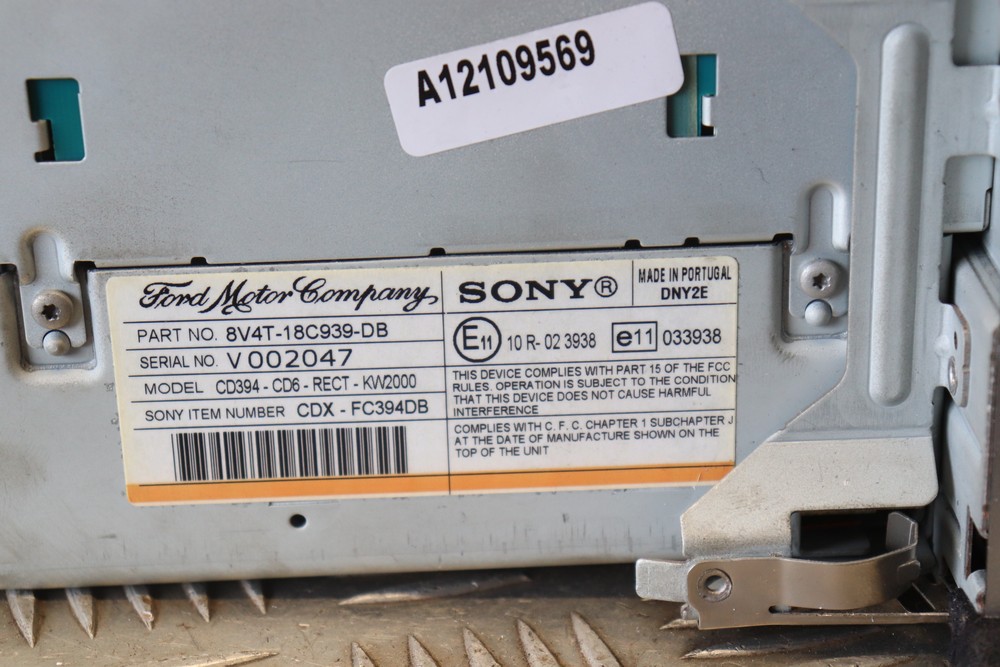 A12109569
Ford Motor Company
PART NO. 8V4T-18C939-DB
SERIAL NO. V002047
MODEL CD394 - CD6 - RECT - KW2000
SONY ITEM NUMBER CDX - FC394DB
SONY®
MADE IN PORTUGAL
DNY2E
E11 10 R- 02 3938 e11 033938
THIS DEVICE COMPLIES WITH PART 15 OF THE FCC
RULES. OPERATION IS SUBJECT TO THE CONDITION
THAT THIS DEVICE DOES NOT CAUSE HARMFUL
INTERFERENCE
COMPLIES WITH C. F. C. CHAPTER 1 SUBCHAPTER J
AT THE DATE OF MANUFACTURE SHOWN ON THE
TOP OF THE UNIT